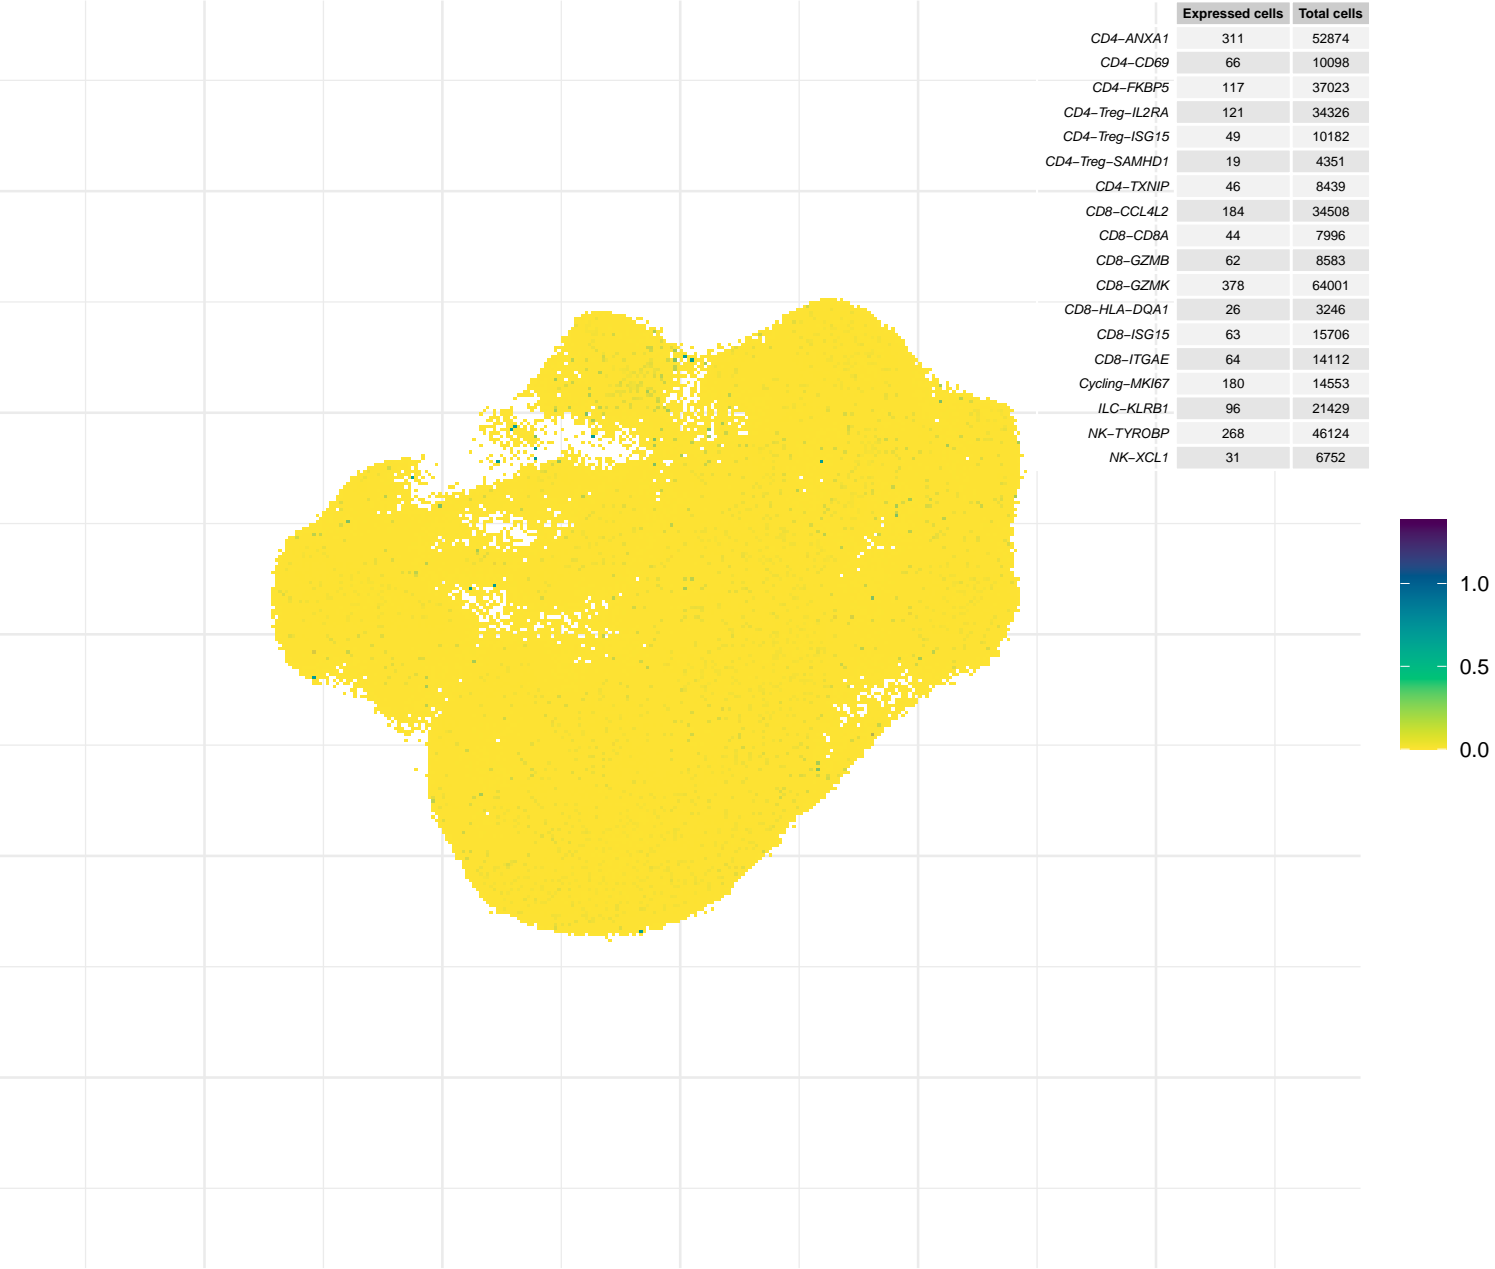 Expressed cells Total cells
CD4−ANXA1 311 52874
CD4−CD69 66 10098
CD4−FKBP5 117 37023
CD4−Treg−IL2RA 121 34326
CD4−Treg−ISG15 49 10182
CD4−Treg−SAMHD1 19 4351
CD4−TXNIP 46 8439
CD8−CCL4L2 184 34508
CD8−CD8A 44 7996
CD8−GZMB 62 8583
CD8−GZMK 378 64001
CD8−HLA−DQA1 26 3246
CD8−ISG15 63 15706
CD8−ITGAE 64 14112
Cycling−MKI67 180 14553
ILC−KLRB1 96 21429
NK−TYROBP 268 46124
NK−XCL1 31 6752
1.0
0.5
0.0